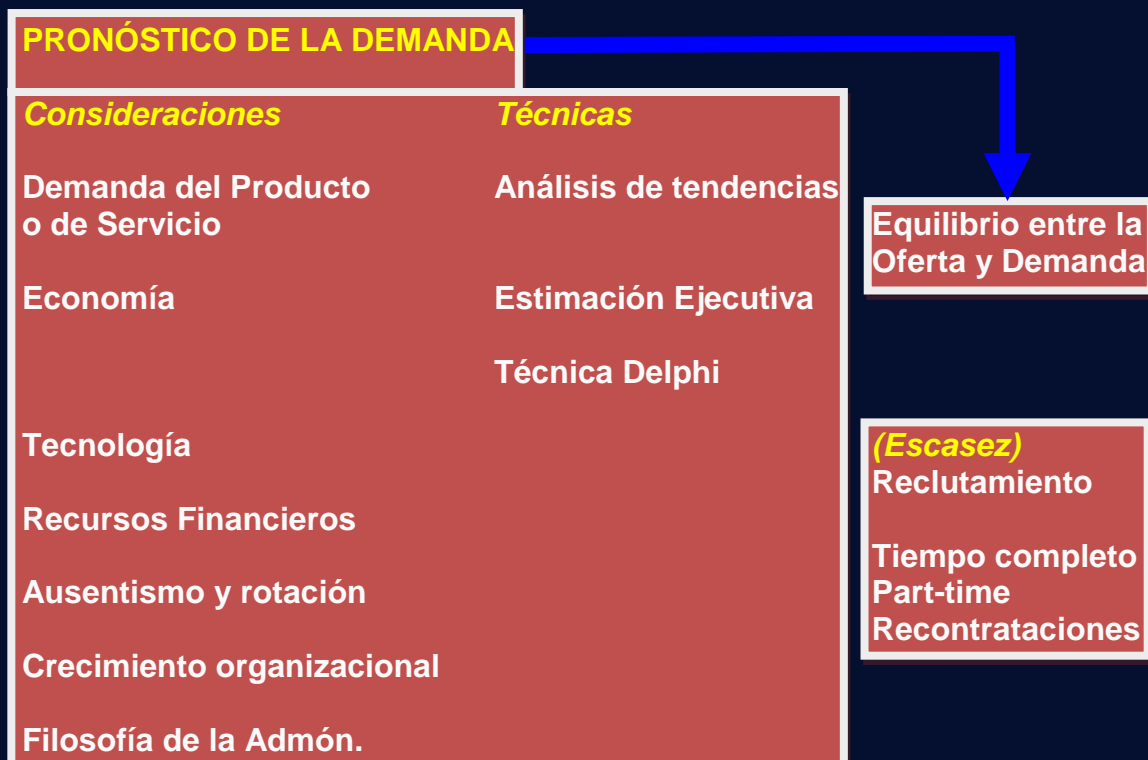 PRONÓSTICO DE LA DEMANDA
Consideraciones
Demanda del Producto
o de Servicio
Economía
Tecnología
Recursos Financieros
Ausentismo y rotación
Crecimiento organizacional
Filosofía de la Admón.
Técnicas
Análisis de tendencias
Estimación Ejecutiva
Técnica Delphi
Equilibrio entre la
Oferta y Demanda
(Escasez)
Reclutamiento
Tiempo completo
Part-time
Recontrataciones